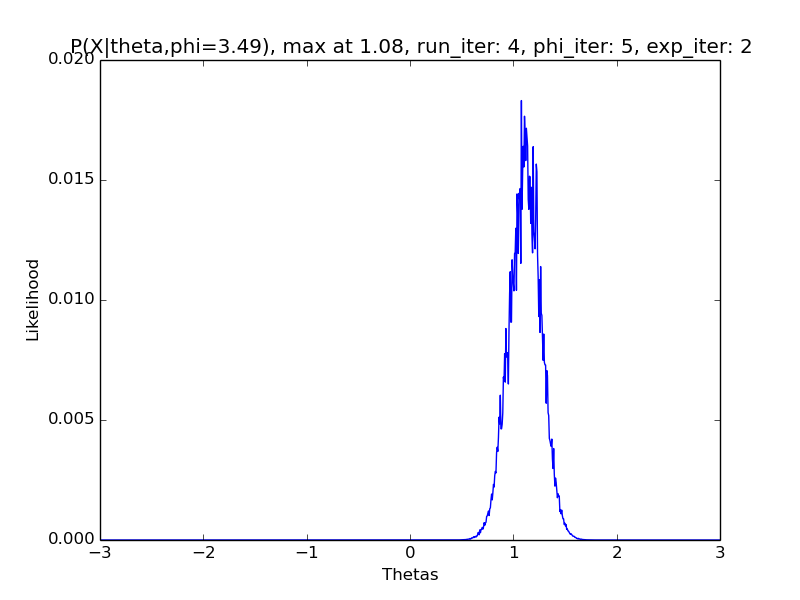 P(X|theta,phi=3.49), max at 1.08, run_iter: 4, phi_iter: 5, exp_iter: 2
0.020
0.015
0.010
0.005
0.000
Likelihood
−3 −2 −1 0 1 2 3
Thetas